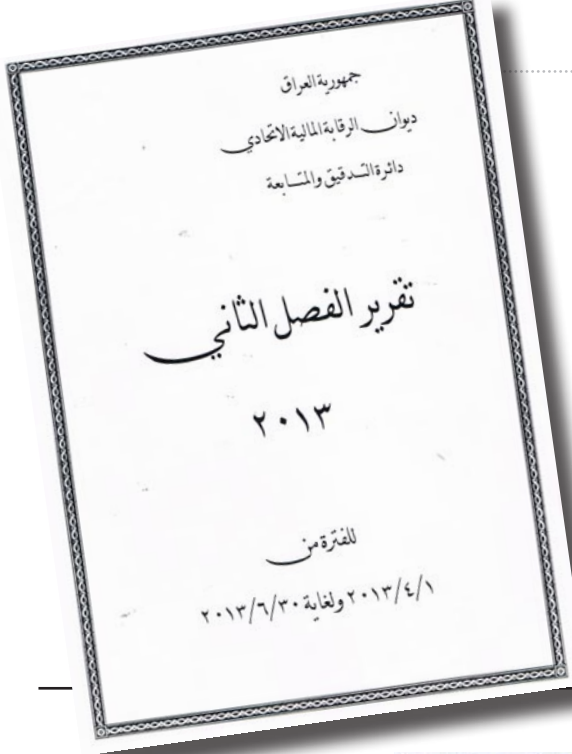 جمهورية العراق
ديوان الرقابة المالية الاتحادي
دائرة التدقيق والمتابعة
تقرير الفصل الثاني
٢٠١٣
للفترة من
٢٠١٣/٤/١ ولغاية ٢٠١٣/٦/٣٠